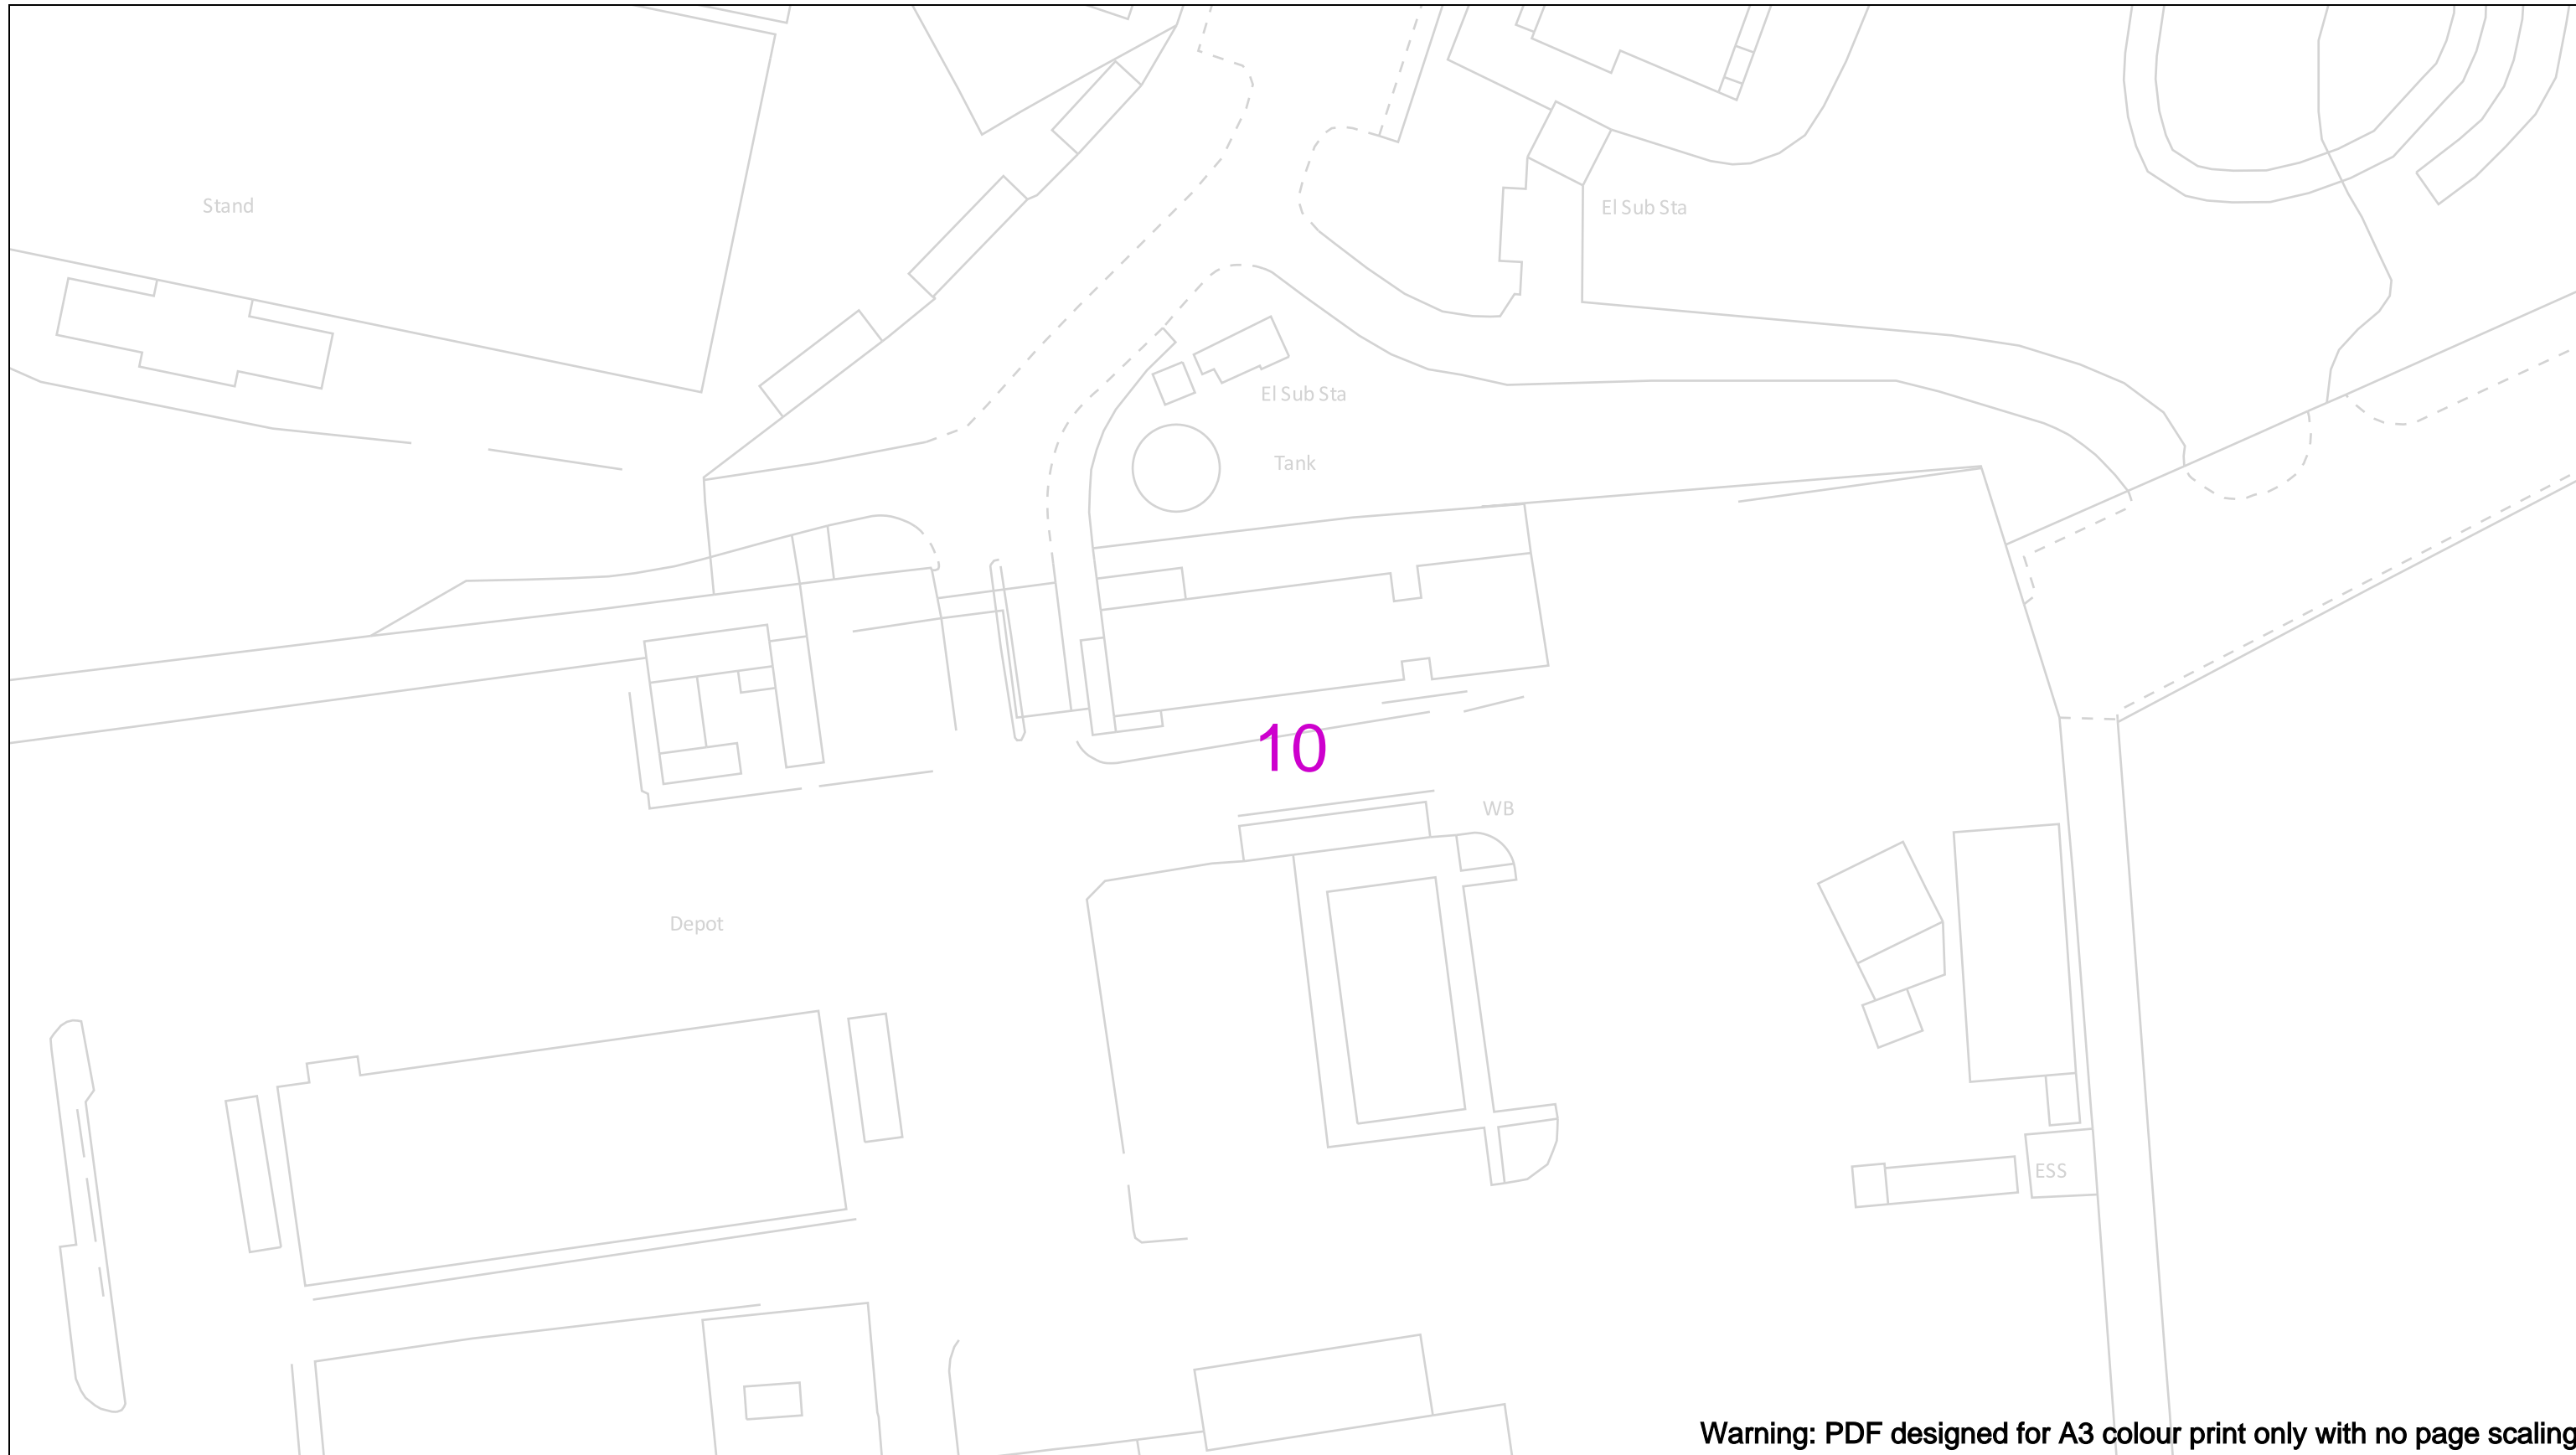 Stand
El Sub Sta
El Sub Sta
Tank
10
WB
Depot
ESS
Warning: PDF designed for A3 colour print only with no page scaling